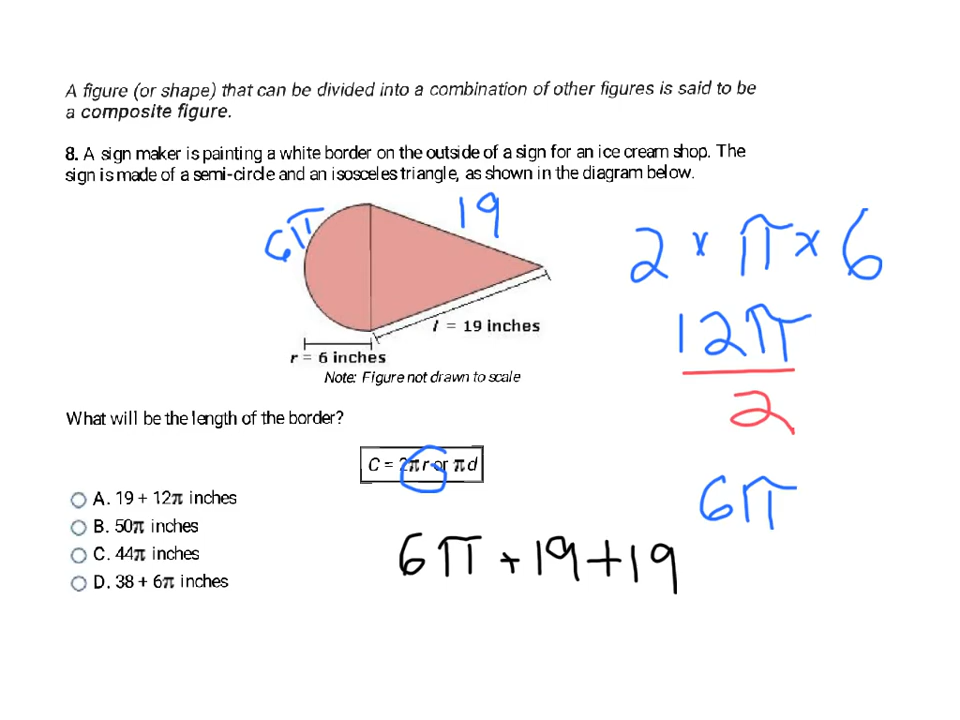 A figure (or shape) that can be divided into a combination of other figures is said to be
a composite figure.
8. A sign maker is painting a white border on the outside of a sign for an ice cream shop. The
sign is made of a semi-circle and an isosceles triangle, as shown in the diagram below.
6π
19
2 × π × 6
12π
2
6π
l = 19 inches
r = 6 inches
Note: Figure not drawn to scale
What will be the length of the border?
C = 2πr or πd
A. 19 + 12π inches
B. 50π inches
C. 44π inches
D. 38 + 6π inches
6π + 19 + 19